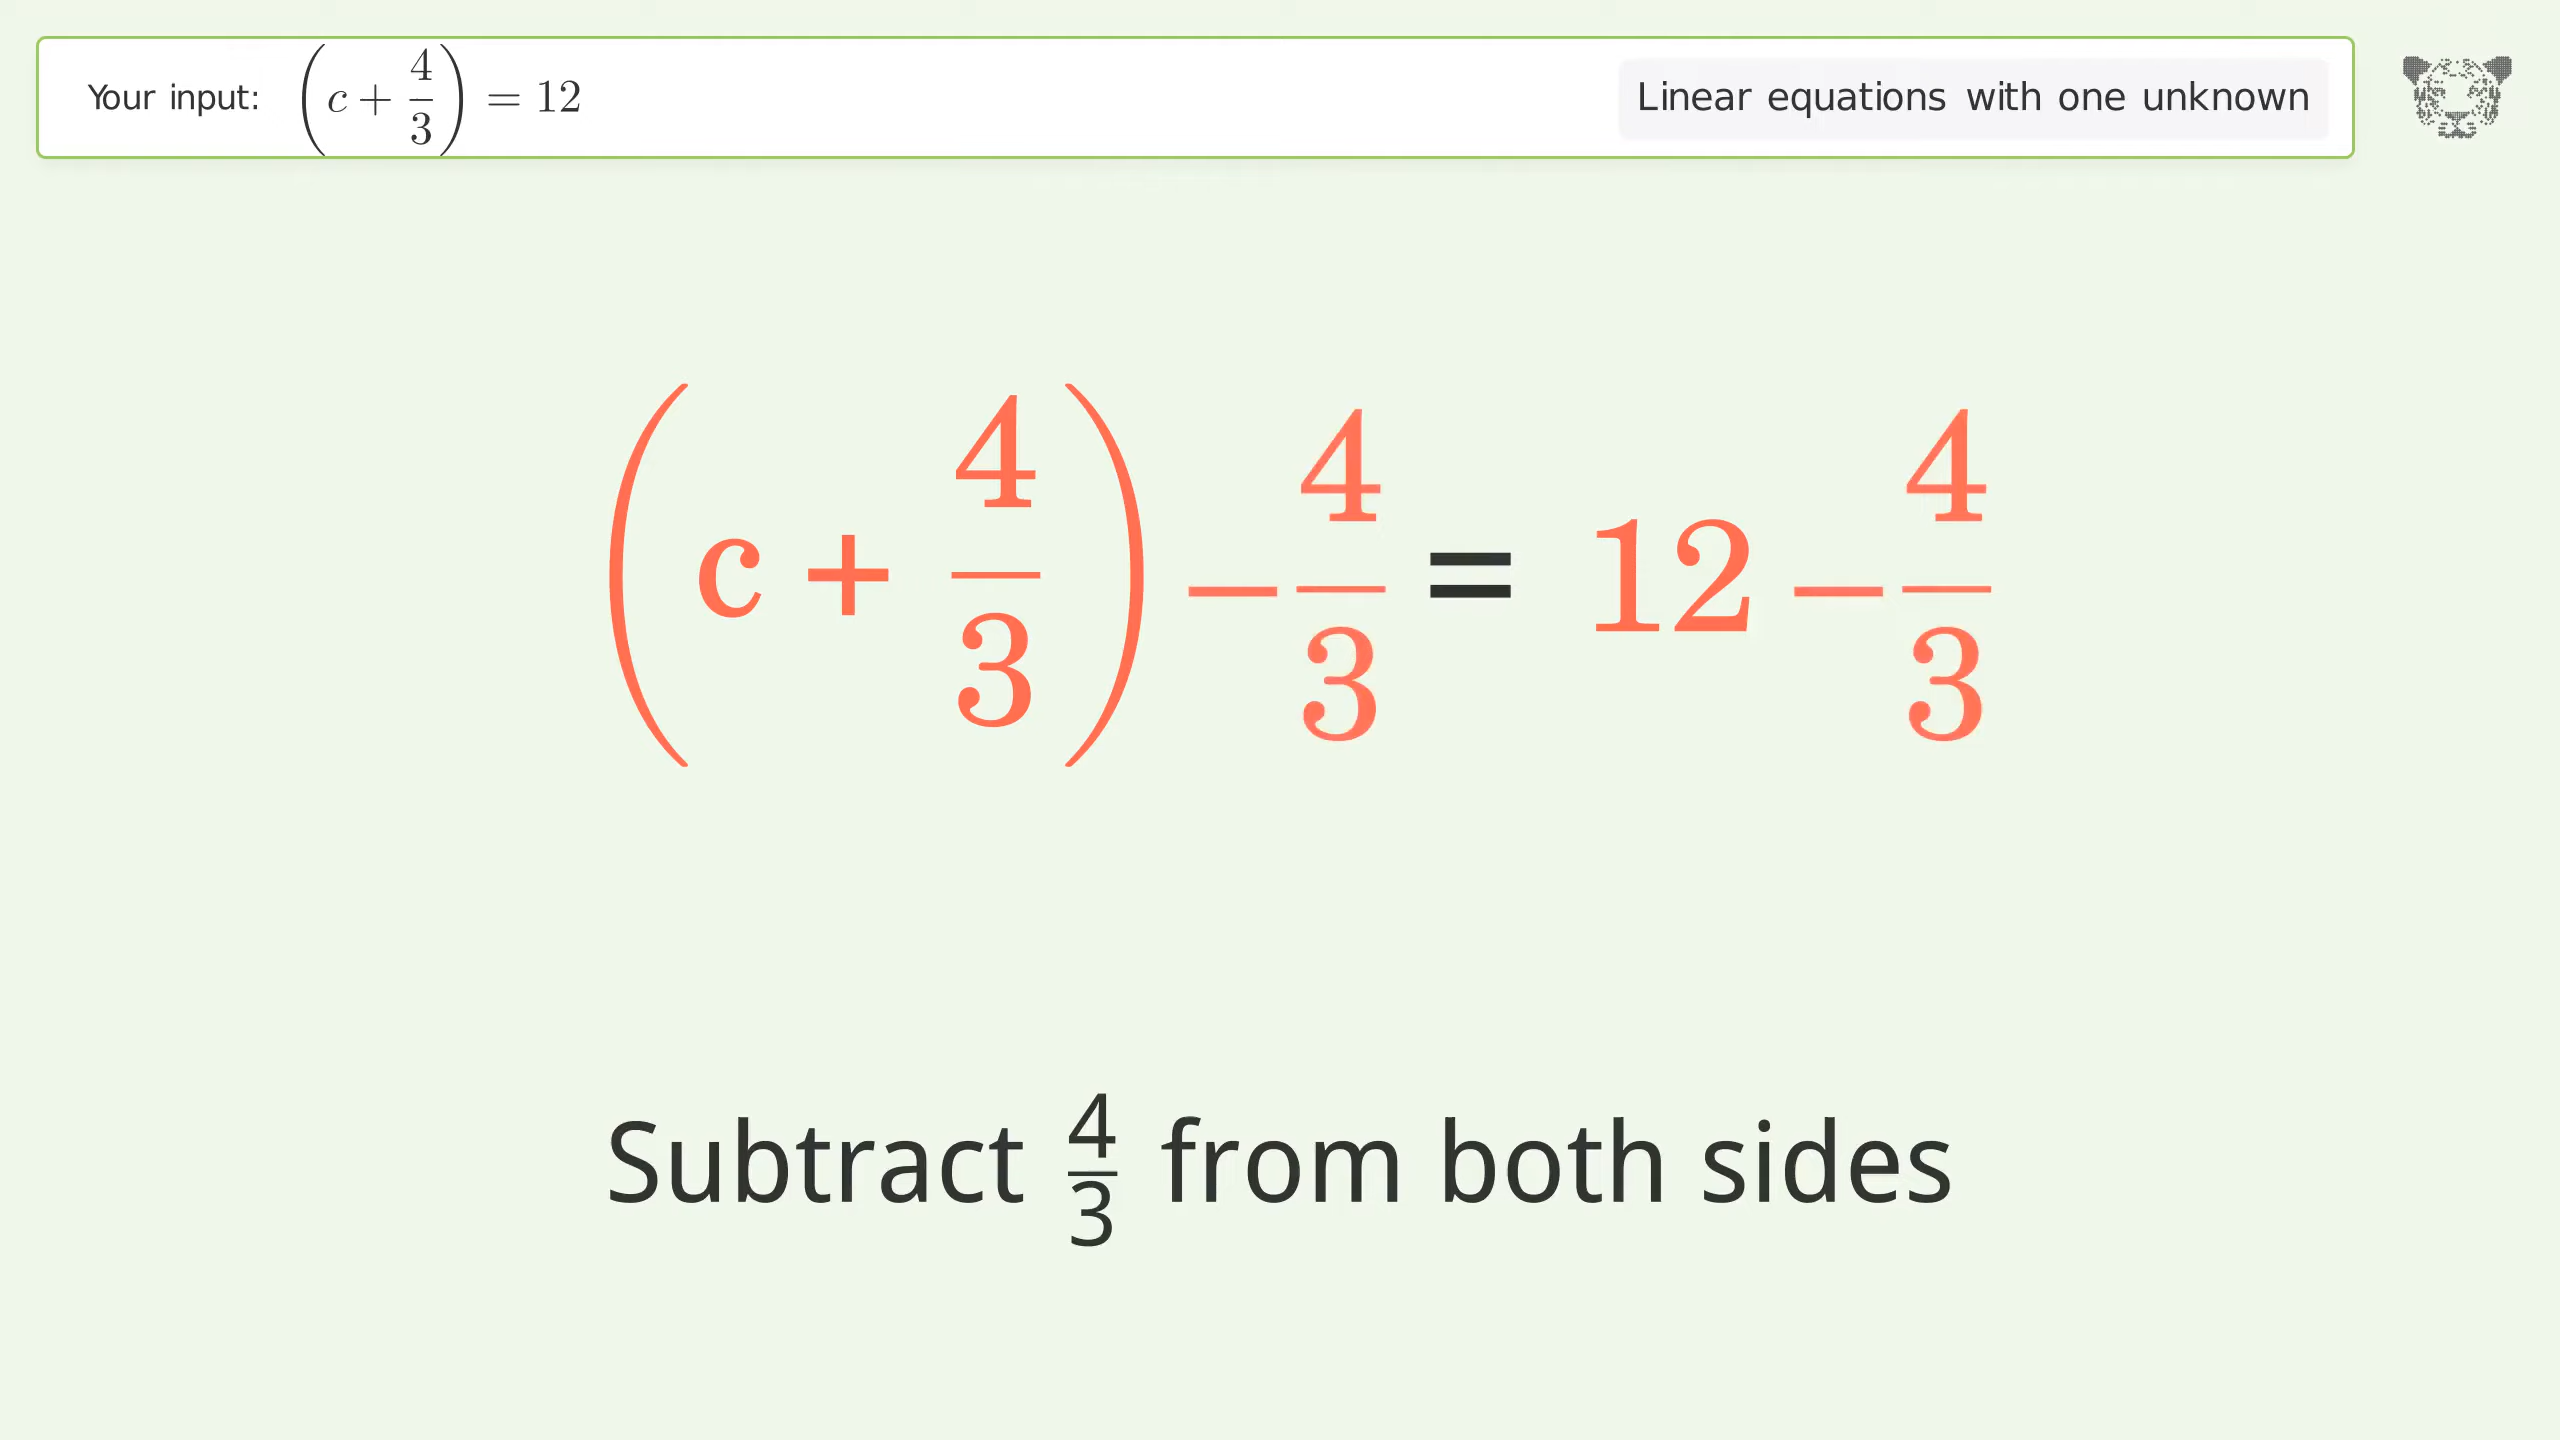 Your input: (c + 4/3) = 12
Linear equations with one unknown
(c + 4/3) − 4/3 = 12 − 4/3
Subtract 4/3 from both sides